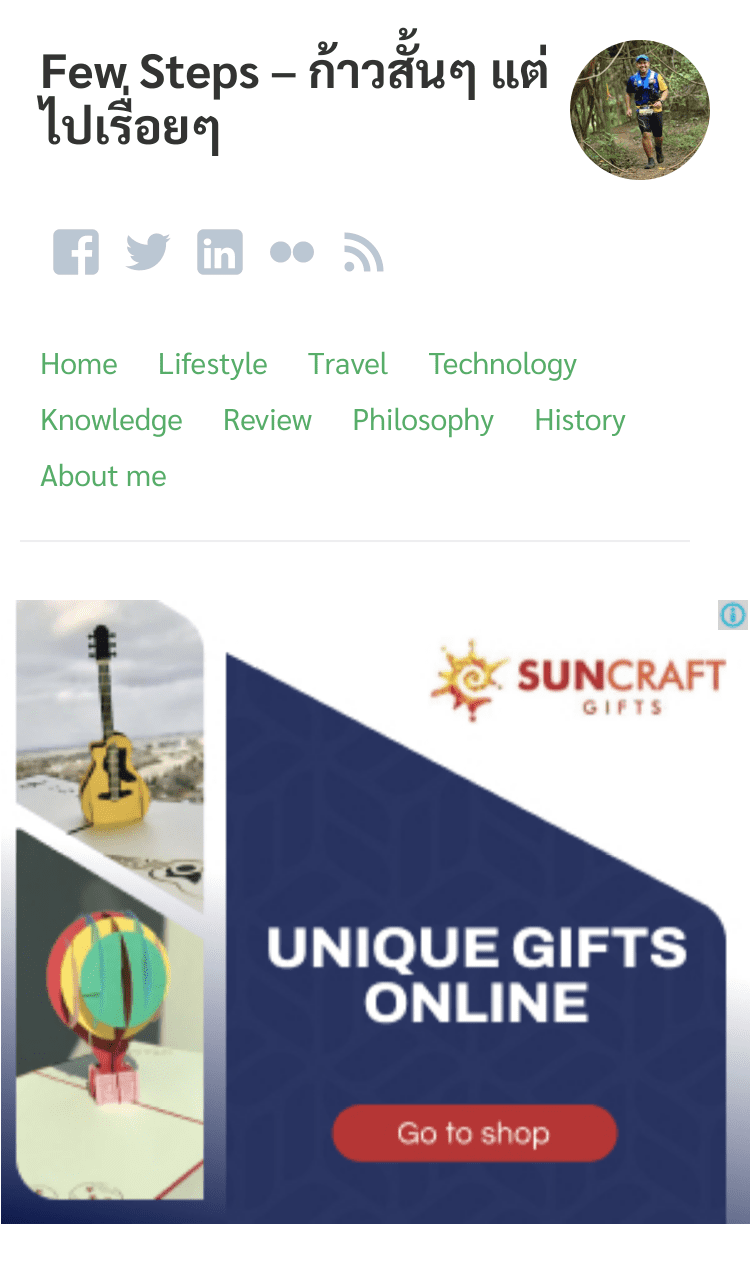 Few Steps – ก้าวสั้นๆ แต่
ไปเรื่อยๆ
Home Lifestyle Travel Technology
Knowledge Review Philosophy History
About me
SUNCRAFT
GIFTS
UNIQUE GIFTS
ONLINE
Go to shop